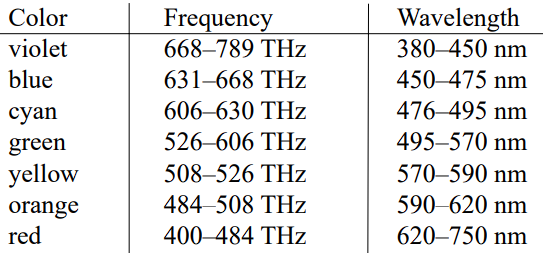 Color Frequency Wavelength
violet 668–789 THz 380–450 nm
blue 631–668 THz 450–475 nm
cyan 606–630 THz 476–495 nm
green 526–606 THz 495–570 nm
yellow 508–526 THz 570–590 nm
orange 484–508 THz 590–620 nm
red 400–484 THz 620–750 nm